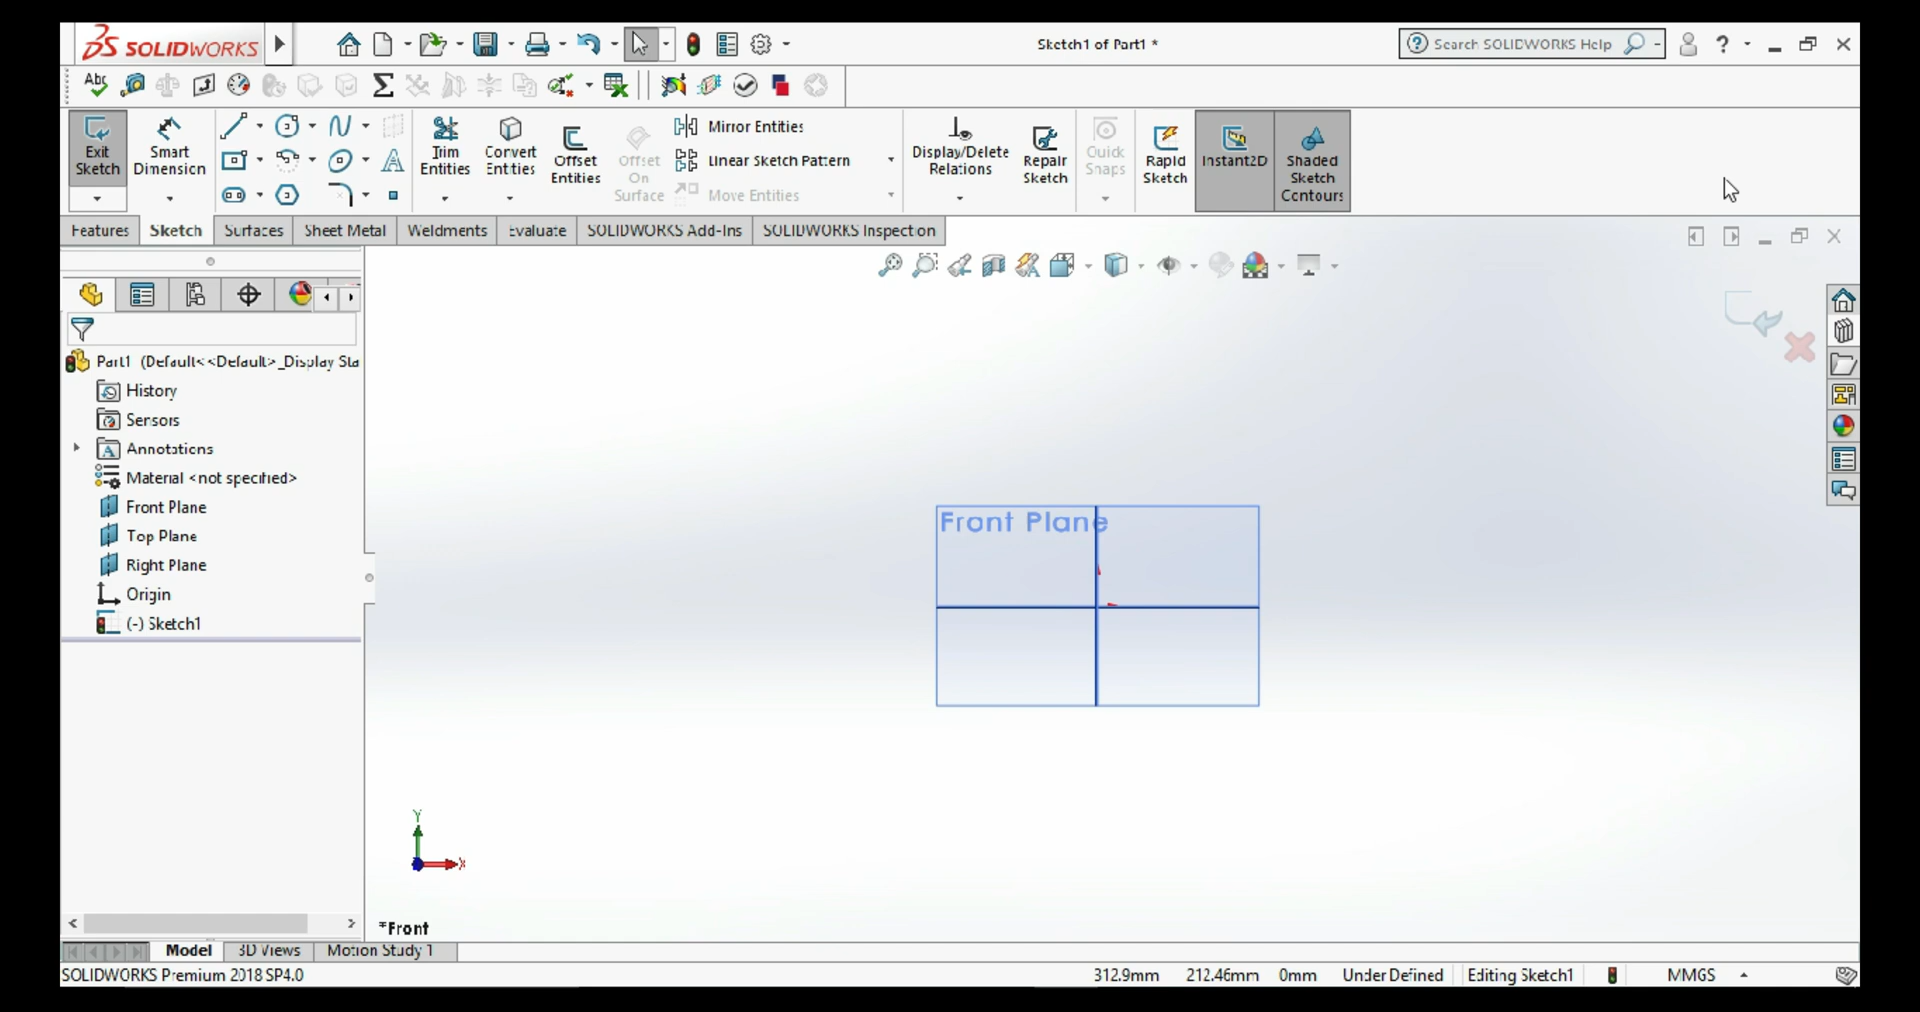 SOLIDWORKS
Sketch1 of Part1 *
Search SOLIDWORKS Help
?
Abc
Exit Sketch
Smart Dimension
Trim Entities
Convert Entities
Offset Entities
Offset On Surface
Mirror Entities
Linear Sketch Pattern
Move Entities
Display/Delete Relations
Repair Sketch
Quick Snaps
Rapid Sketch
Instant2D
Shaded Sketch Contours
Features
Sketch
Surfaces
Sheet Metal
Weldments
Evaluate
SOLIDWORKS Add-Ins
SOLIDWORKS Inspection
Part1 (Default<<Default>_Display Sta
History
Sensors
Annotations
Material <not specified>
Front Plane
Top Plane
Right Plane
Origin
(-) Sketch1
Front Plane
Y
X
*Front
Model
3D Views
Motion Study 1
SOLIDWORKS Premium 2018 SP4.0
312.9mm
212.46mm
0mm
Under Defined
Editing Sketch1
MMGS